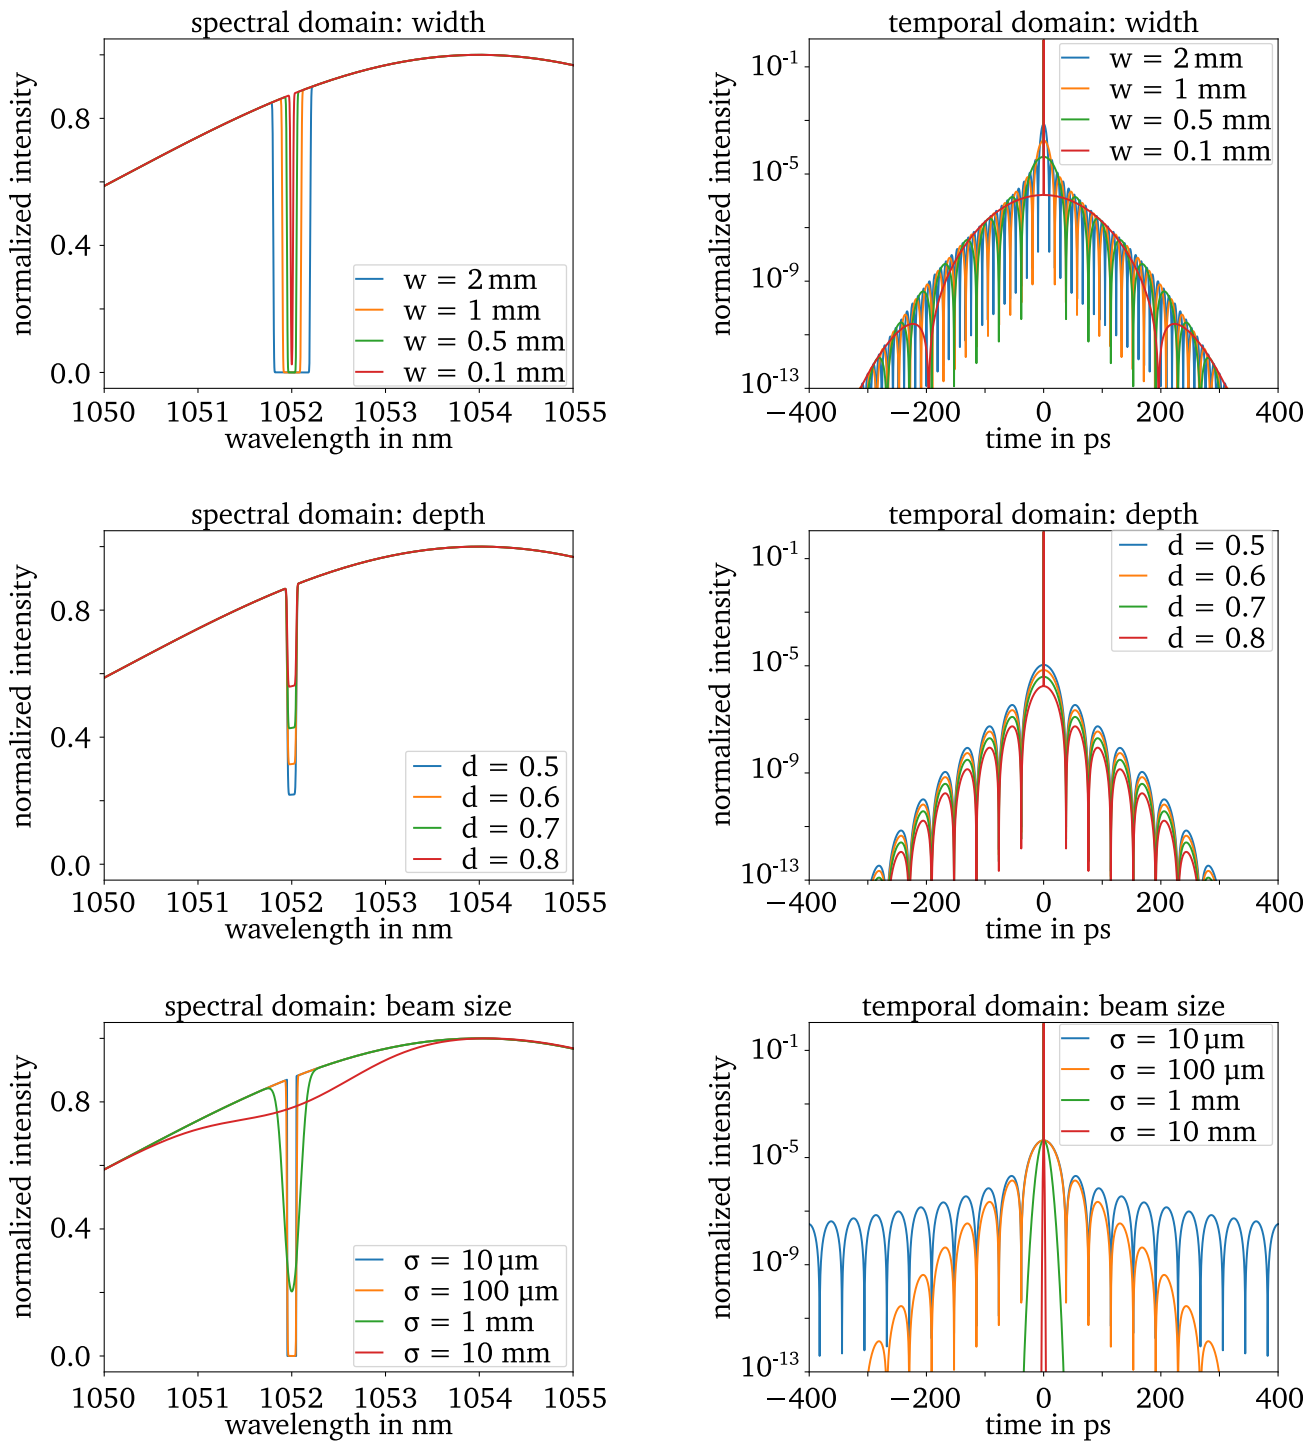 spectral domain: width
normalized intensity
0.8
0.4
0.0
w = 2 mm
w = 1 mm
w = 0.5 mm
w = 0.1 mm
1050 1051 1052 1053 1054 1055
wavelength in nm
temporal domain: width
normalized intensity
10-1
10-5
10-9
10-13
w = 2 mm
w = 1 mm
w = 0.5 mm
w = 0.1 mm
−400 −200 0 200 400
time in ps
spectral domain: depth
normalized intensity
0.8
0.4
0.0
d = 0.5
d = 0.6
d = 0.7
d = 0.8
1050 1051 1052 1053 1054 1055
wavelength in nm
temporal domain: depth
normalized intensity
10-1
10-5
10-9
10-13
d = 0.5
d = 0.6
d = 0.7
d = 0.8
−400 −200 0 200 400
time in ps
spectral domain: beam size
normalized intensity
0.8
0.4
0.0
σ = 10 µm
σ = 100 µm
σ = 1 mm
σ = 10 mm
1050 1051 1052 1053 1054 1055
wavelength in nm
temporal domain: beam size
normalized intensity
10-1
10-5
10-9
10-13
σ = 10 µm
σ = 100 µm
σ = 1 mm
σ = 10 mm
−400 −200 0 200 400
time in ps